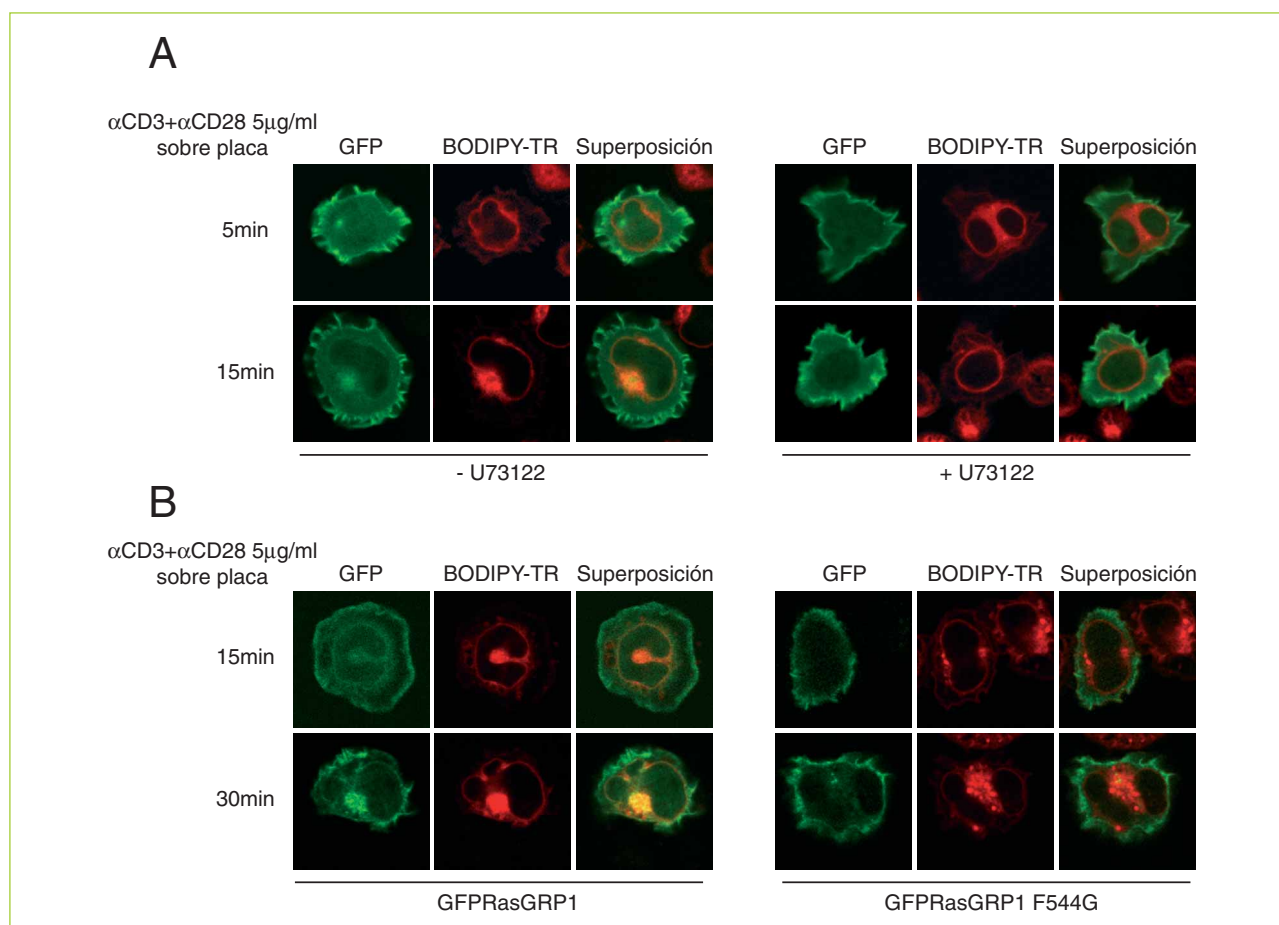 A
αCD3+αCD28 5μg/ml
sobre placa
GFP BODIPY-TR Superposición
GFP BODIPY-TR Superposición
5min
15min
- U73122
+ U73122
B
αCD3+αCD28 5μg/ml
sobre placa
GFP BODIPY-TR Superposición
GFP BODIPY-TR Superposición
15min
30min
GFPRasGRP1
GFPRasGRP1 F544G